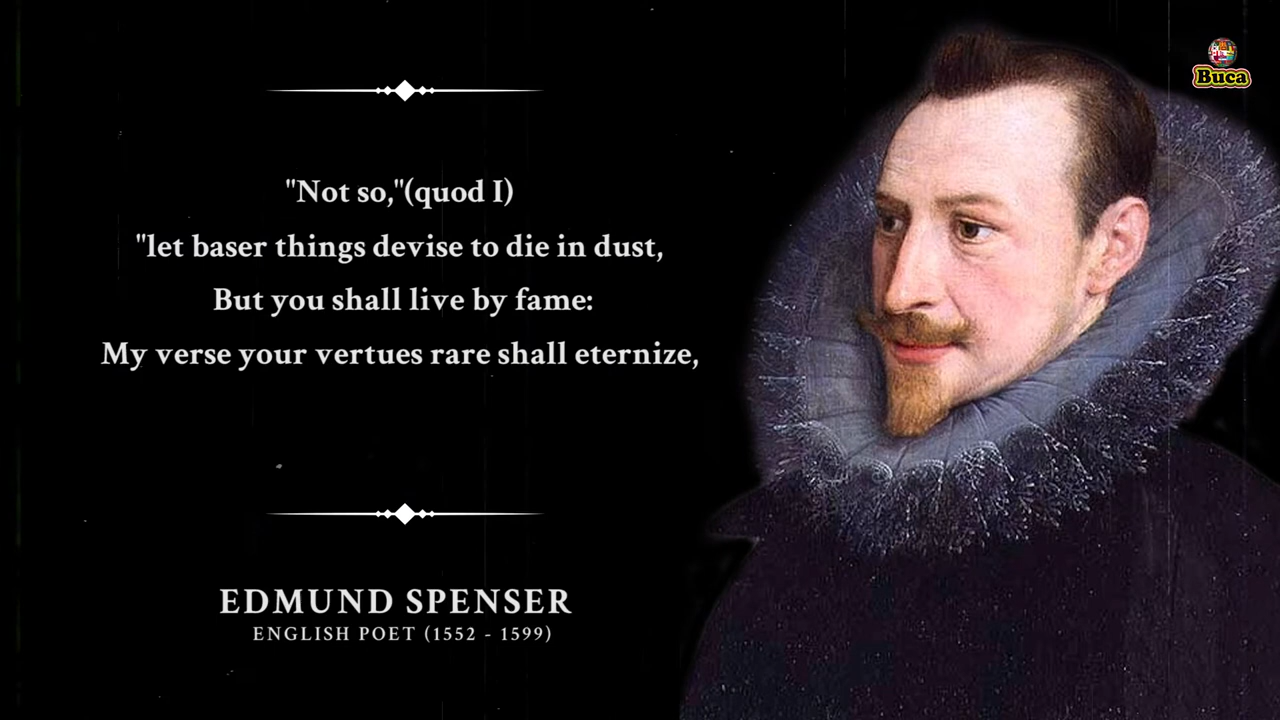 Buca
"Not so,"(quod I)
"let baser things devise to die in dust,
But you shall live by fame:
My verse your vertues rare shall eternize,
EDMUND SPENSER
ENGLISH POET (1552 - 1599)